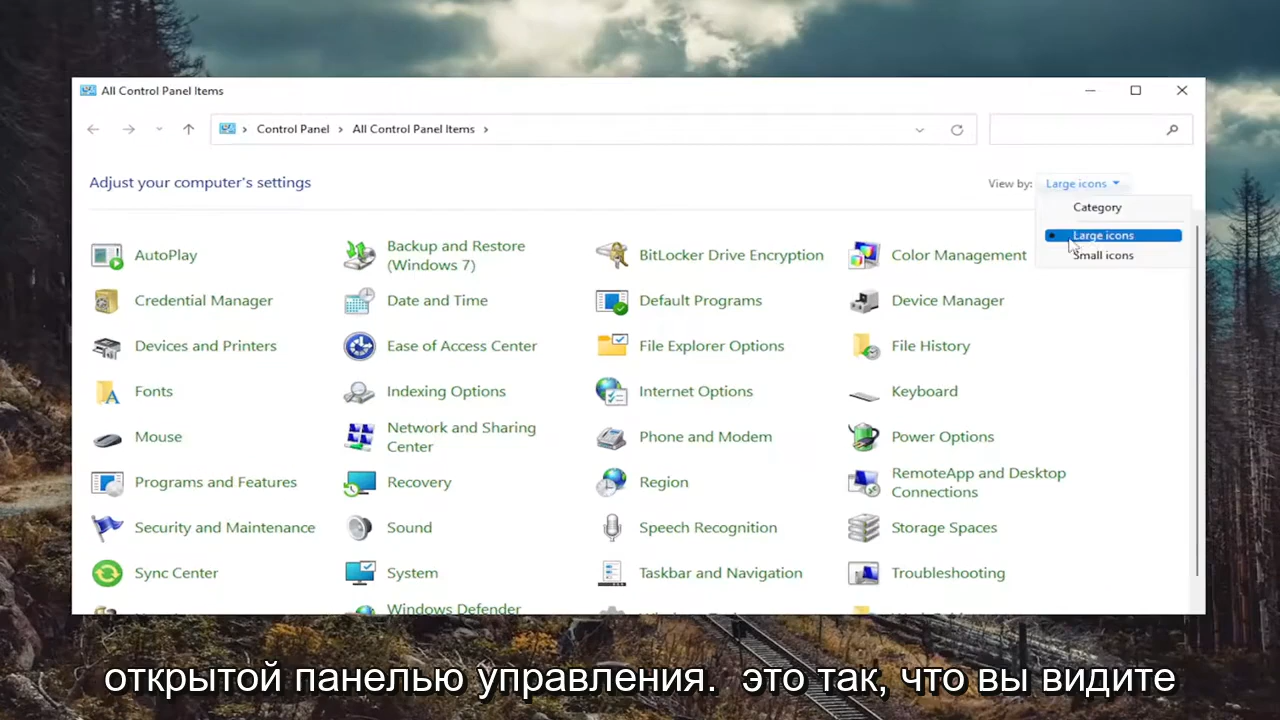 All Control Panel Items
Control Panel > All Control Panel Items >
Adjust your computer's settings
View by: Large icons
Category
Large icons
Small icons
AutoPlay
Backup and Restore
(Windows 7)
BitLocker Drive Encryption
Color Management
Credential Manager
Date and Time
Default Programs
Device Manager
Devices and Printers
Ease of Access Center
File Explorer Options
File History
Fonts
Indexing Options
Internet Options
Keyboard
Mouse
Network and Sharing
Center
Phone and Modem
Power Options
Programs and Features
Recovery
Region
RemoteApp and Desktop
Connections
Security and Maintenance
Sound
Speech Recognition
Storage Spaces
Sync Center
System
Taskbar and Navigation
Troubleshooting
Windows Defender
открытой панелью управления. это так, что вы видите